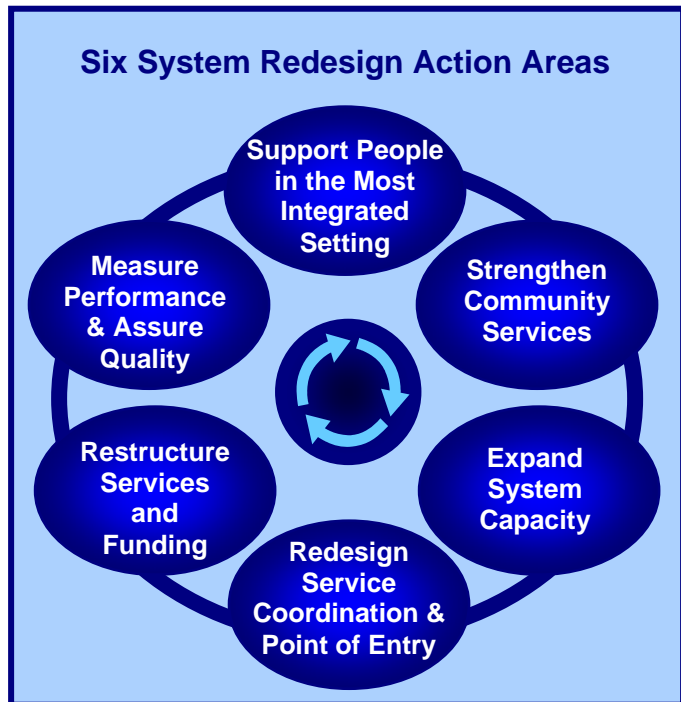 Six System Redesign Action Areas
Support People
in the Most
Integrated
Setting
Strengthen
Community
Services
Expand
System
Capacity
Redesign
Service
Coordination &
Point of Entry
Restructure
Services
and
Funding
Measure
Performance
& Assure
Quality